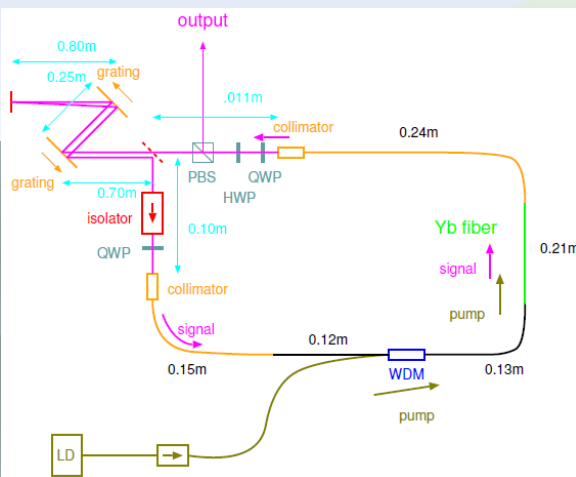 output
0.80m
grating
0.25m
.011m
collimator
0.24m
PBS
QWP
HWP
grating
0.70m
isolator
0.10m
QWP
Yb fiber
0.21m
signal
pump
collimator
signal
0.12m
0.15m
WDM
0.13m
pump
LD